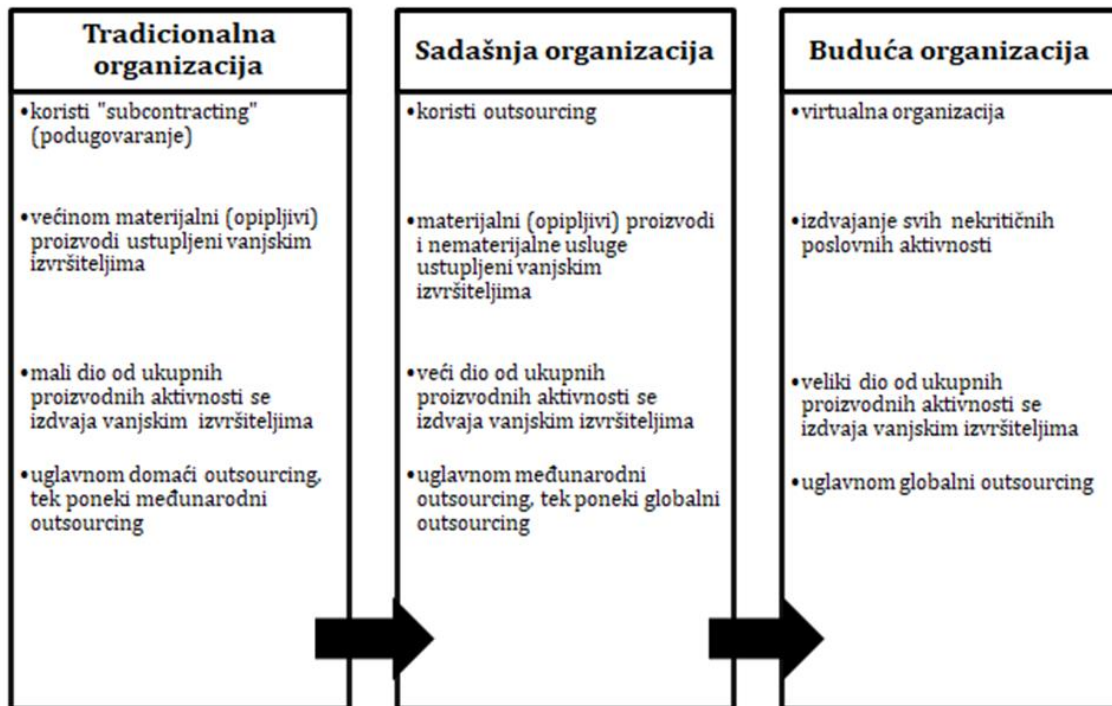 Tradicionalna
organizacija
•koristi "subcontracting"
(podugovaranje)
•većinom materijalni (opipljivi)
proizvodi ustupljeni vanjskim
izvršiteljima
•mali dio od ukupnih
proizvodnih aktivnosti se
izdvaja vanjskim izvršiteljima
•uglavnom domaći outsourcing,
tek poneki međunarodni
outsourcing
Sadašnja organizacija
•koristi outsourcing
•materijalni (opipljivi) proizvodi
i nematerijalne usluge
ustupljeni vanjskim
izvršiteljima
•veći dio od ukupnih
proizvodnih aktivnosti se
izdvaja vanjskim izvršiteljima
•uglavnom međunarodni
outsourcing, tek poneki globalni
outsourcing
Buduća organizacija
•virtualna organizacija
•izdvajanje svih nekritičnih
poslovnih aktivnosti
•veliki dio od ukupnih
proizvodnih aktivnosti se
izdvaja vanjskim izvršiteljima
•uglavnom globalni outsourcing